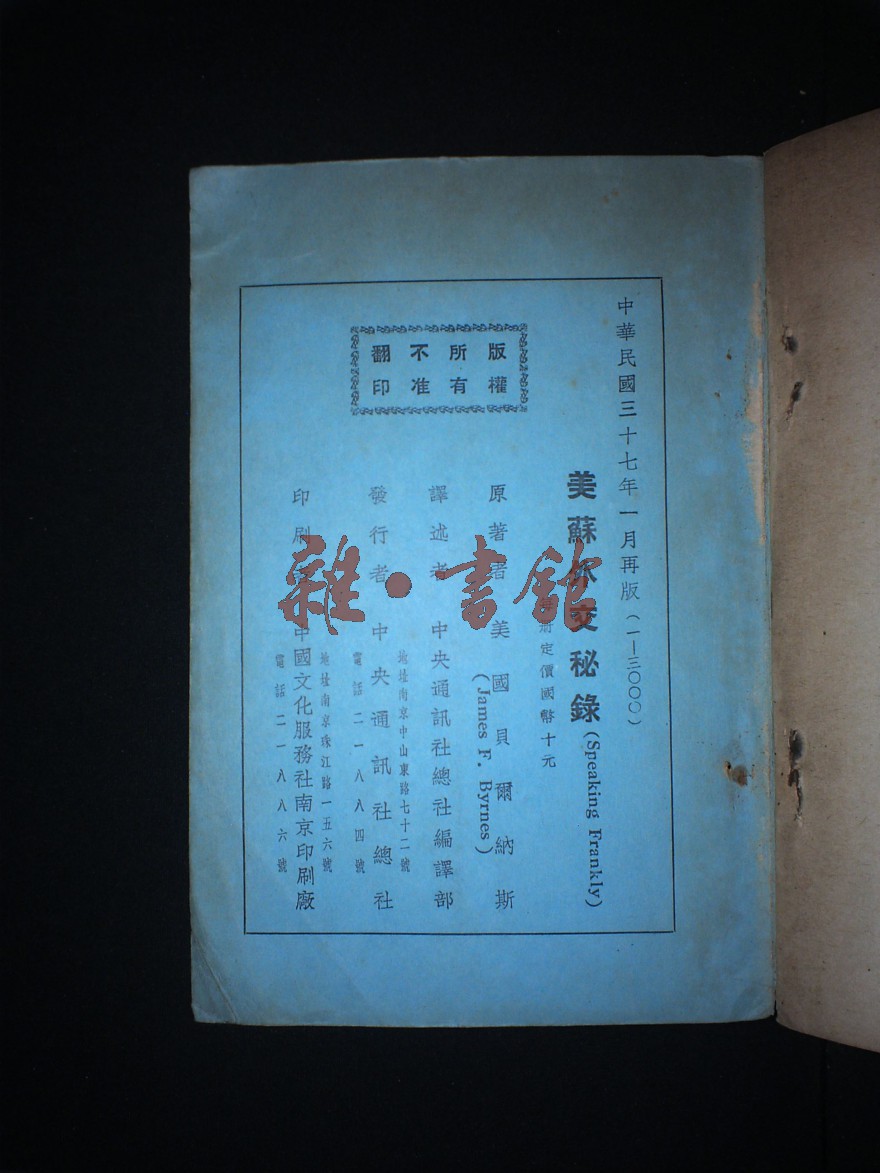 中華民國三十七年一月再版(一—三〇〇〇)
美蘇外交秘錄(Speaking Frankly)
定價國幣十元
版權
所有
不准
翻印
原著者 美國貝爾納斯
(James F. Byrnes)
譯述者 中央通訊社總社編譯部
發行者 中央通訊社總社
地址南京中山東路七十二號
電話二一八八四號
印刷 中國文化服務社南京印刷廠
地址南京珠江路一五六號
電話二一八八六號
雜·書館